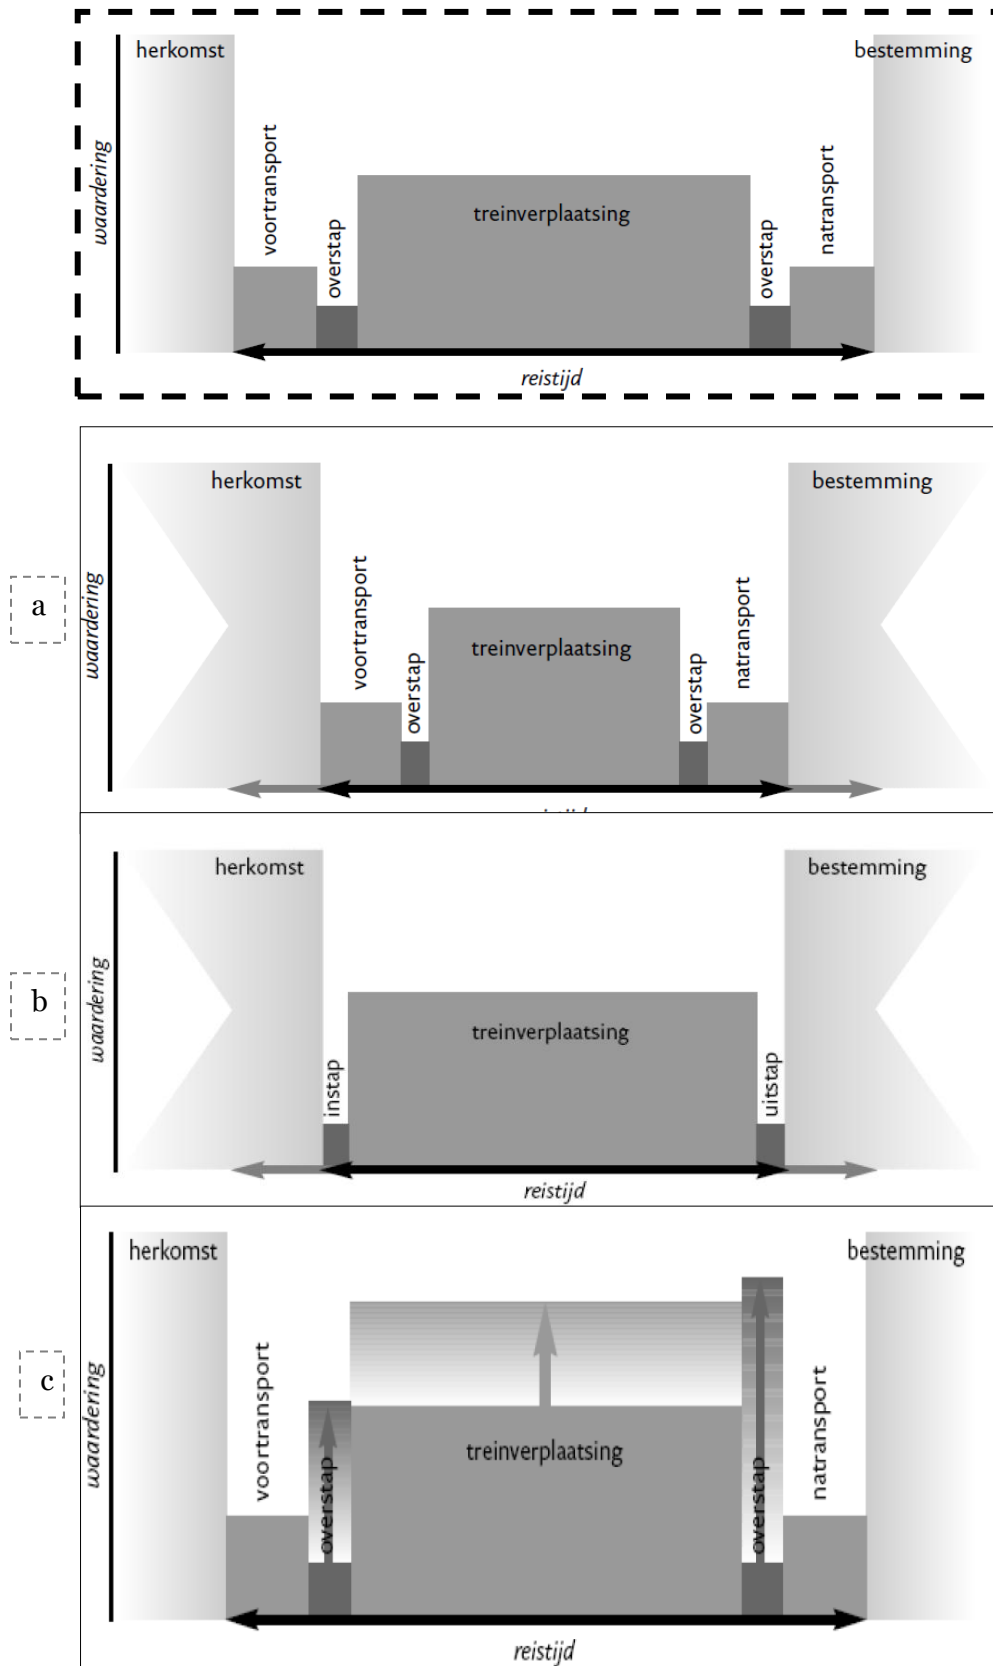 herkomst
bestemming
waardering
voortransport
overstap
treinverplaatsing
overstap
natransport
reistijd
a
herkomst
bestemming
waardering
voortransport
overstap
treinverplaatsing
overstap
natransport
b
herkomst
bestemming
waardering
instap
treinverplaatsing
uitstap
reistijd
c
herkomst
bestemming
waardering
voortransport
overstap
treinverplaatsing
overstap
natransport
reistijd